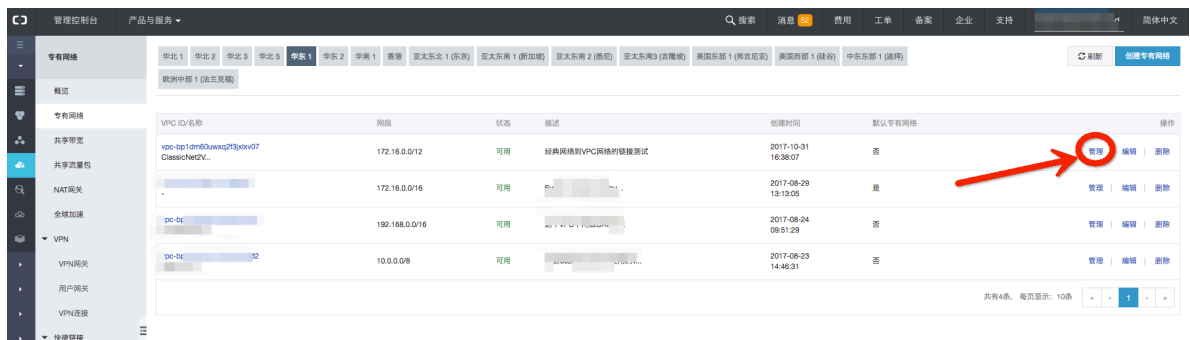 管理控制台 产品与服务 搜索 消息 52 费用 工单 备案 企业 支持 简体中文
专有网络
华北 1 华北 2 华北 3 华北 5 华东 1 华东 2 华南 1 香港 亚太东北 1 (东京) 亚太东南 1 (新加坡) 亚太东南 2 (悉尼) 亚太东南3 (吉隆坡) 美国东部 1 (弗吉尼亚) 美国西部 1 (硅谷) 中东东部 1 (迪拜) 刷新 创建专有网络
欧洲中部 1 (法兰克福)
概览
专有网络
共享带宽
共享流量包
NAT网关
全球加速
VPN
VPN网关
用户网关
VPN连接
快捷链接
VPC ID/名称 网段 状态 描述 创建时间 默认专有网络 操作
vpc-bp1dm60uwxq2f3jxlxv07
ClassicNet2V...
172.16.0.0/12 可用 经典网络到VPC网络的链接测试
2017-10-31
16:38:07
否 管理 编辑 删除
-
172.16.0.0/16 可用
2017-08-29
13:13:05
是 管理 编辑 删除
192.168.0.0/16 可用
2017-08-24
09:51:29
否 管理 编辑 删除
10.0.0.0/8 可用
2017-08-23
14:46:31
否 管理 编辑 删除
共有4条, 每页显示: 10条 « ‹ 1 › »